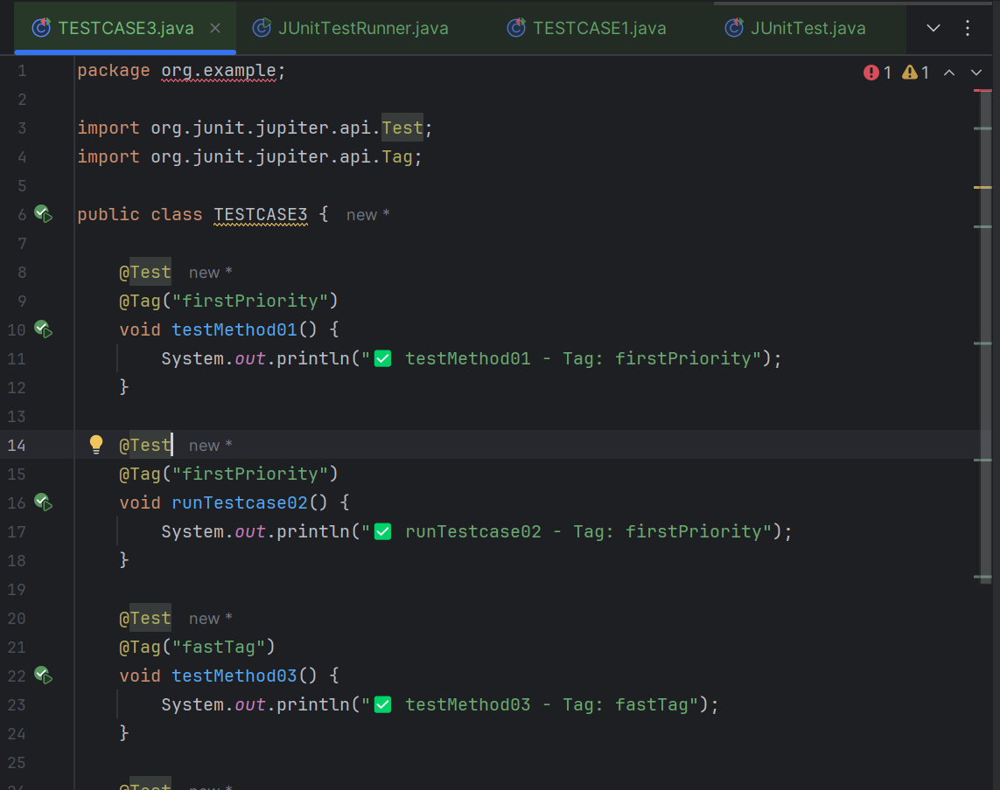 TESTCASE3.java × JUnitTestRunner.java TESTCASE1.java JUnitTest.java
1 package org.example; 1 1
2
3 import org.junit.jupiter.api.Test;
4 import org.junit.jupiter.api.Tag;
5
6 public class TESTCASE3 { new *
7
8 @Test new *
9 @Tag("firstPriority")
10 void testMethod01() {
11 System.out.println("✅ testMethod01 - Tag: firstPriority");
12 }
13
14 @Test new *
15 @Tag("firstPriority")
16 void runTestcase02() {
17 System.out.println("✅ runTestcase02 - Tag: firstPriority");
18 }
19
20 @Test new *
21 @Tag("fastTag")
22 void testMethod03() {
23 System.out.println("✅ testMethod03 - Tag: fastTag");
24 }
25
26 @Test new *